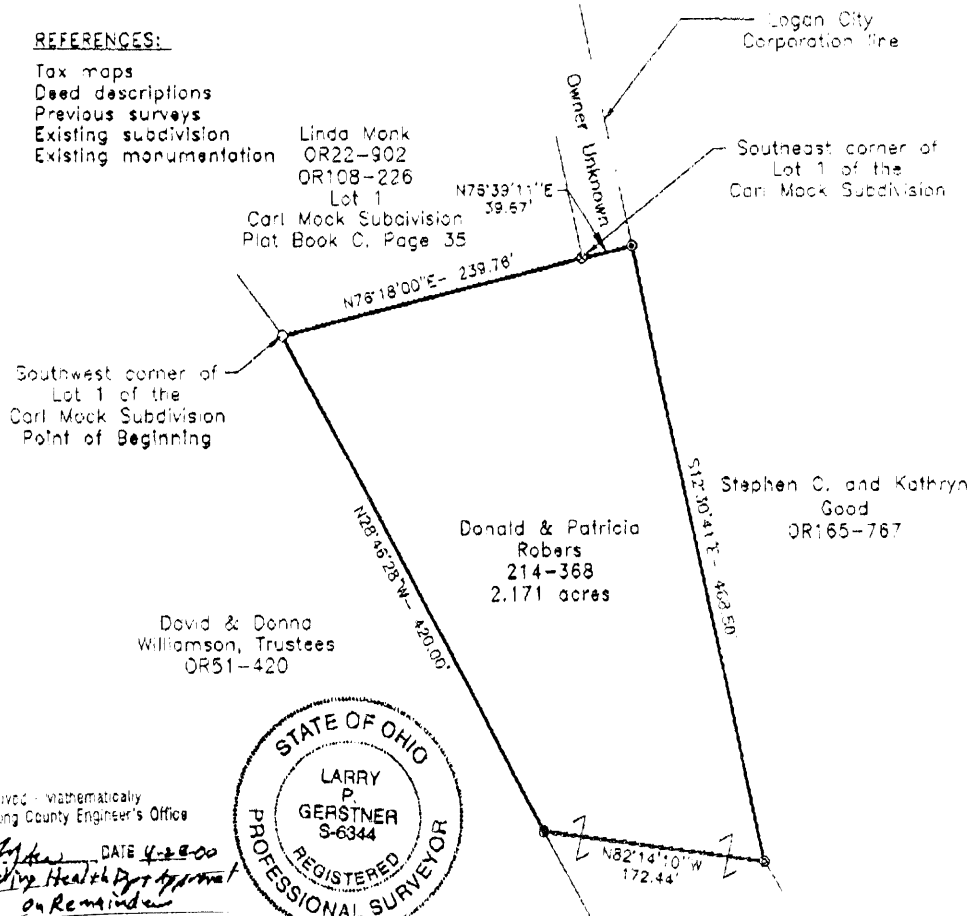 REFERENCES:
Tax maps
Deed descriptions
Previous surveys
Existing subdivision
Existing monumentation
Linda Monk
OR22-902
OR108-226
Lot 1
Carl Mock Subdivision
Plat Book C, Page 35
Logan City
Corporation line
Owner Unknown
N76°39'11"E
39.67'
Southeast corner of
Lot 1 of the
Carl Mock Subdivision
N76°18'00"E- 239.76'
Southwest corner of
Lot 1 of the
Carl Mock Subdivision
Point of Beginning
S12°30'41"E - 468.50'
Stephen C. and Kathryn
Good
OR165-767
N28°46'28"W- 420.00'
Donald & Patricia
Robers
214-368
2.171 acres
David & Donna
Williamson, Trustees
OR51-420
N82°14'10"W
172.44'
STATE OF OHIO
LARRY
P.
GERSTNER
S-6344
REGISTERED
PROFESSIONAL SURVEYOR
Mathematically
County Engineer's Office
DATE
Health Approval
on Remainder